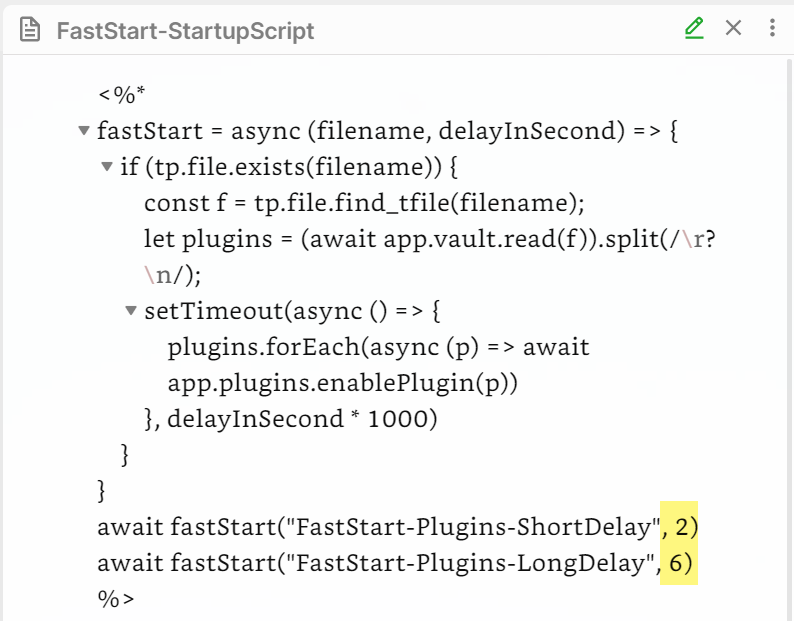 FastStart-StartupScript
<%*
fastStart = async (filename, delayInSecond) => {
if (tp.file.exists(filename)) {
const f = tp.file.find_tfile(filename);
let plugins = (await app.vault.read(f)).split(/\r?
\n/);
setTimeout(async () => {
plugins.forEach(async (p) => await
app.plugins.enablePlugin(p))
}, delayInSecond * 1000)
}
}
await fastStart("FastStart-Plugins-ShortDelay", 2)
await fastStart("FastStart-Plugins-LongDelay", 6)
%>